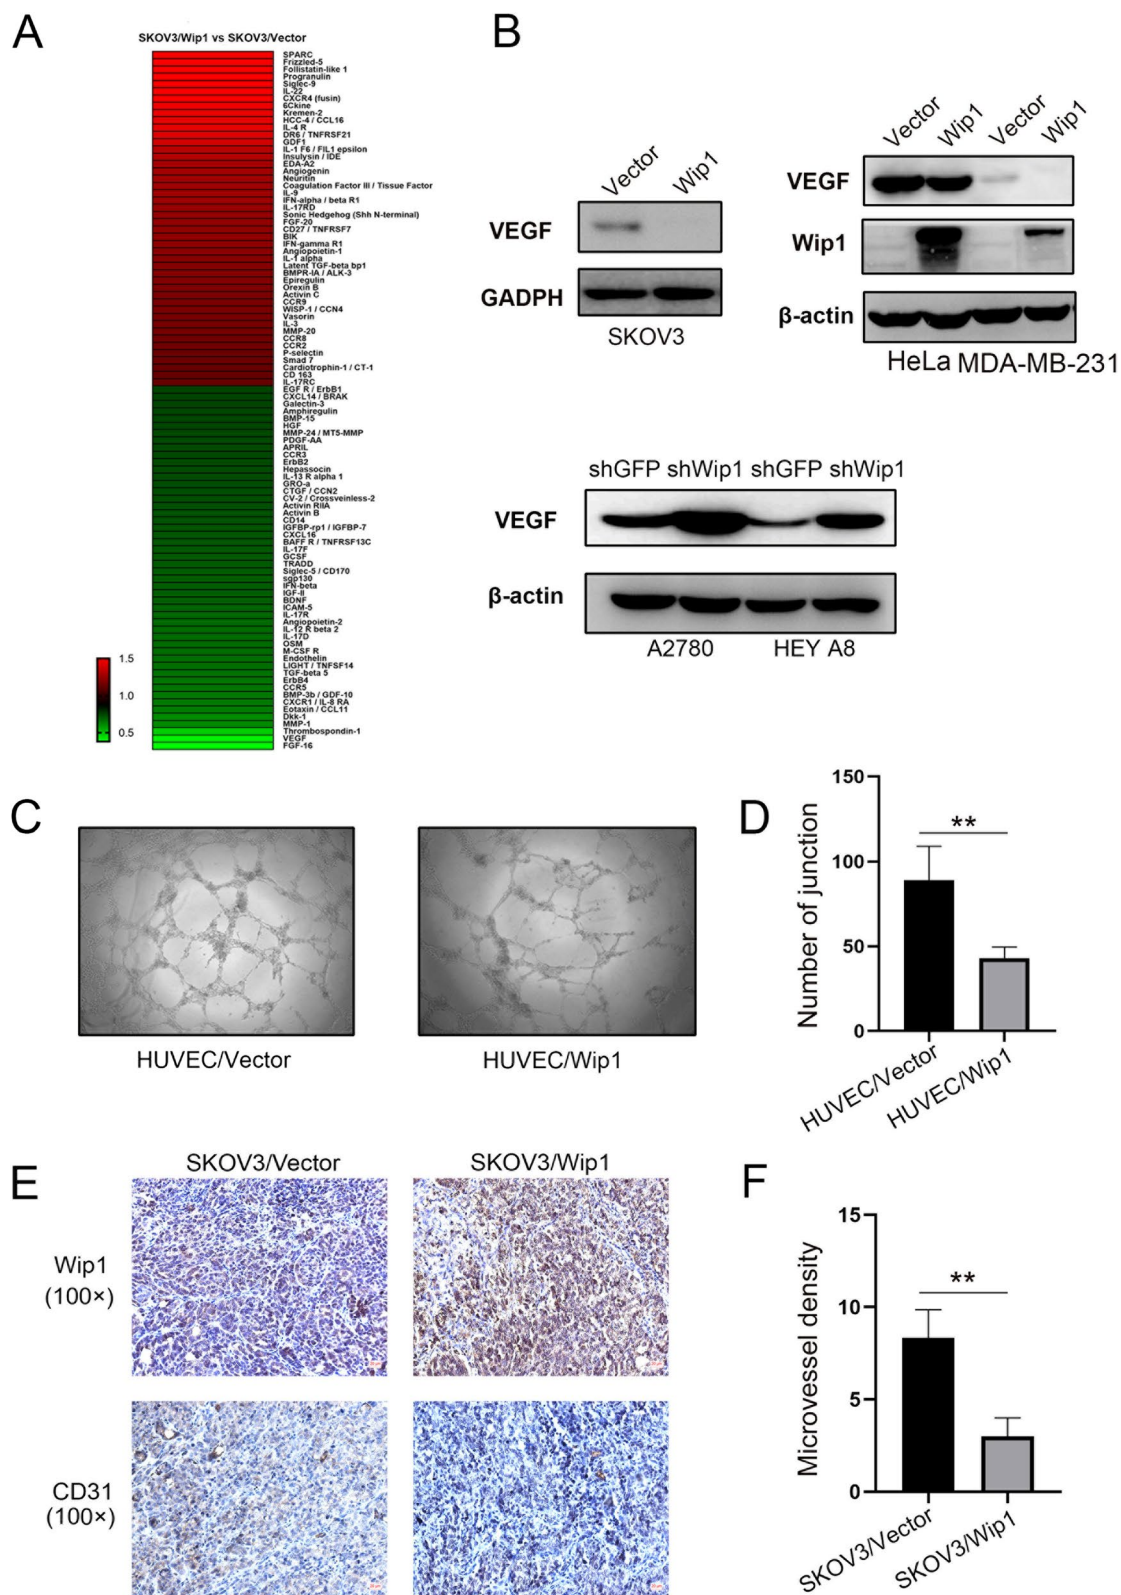 A
SKOV3/Wip1 vs SKOV3/Vector
SPARC
Frizzled-5
Follistatin-like 1
Progranulin
Siglec-9
IL-22
CXCR4 (fusin)
6Ckine
Kremen-2
HCC-4 / CCL16
IL-4 R
DR6 / TNFRSF21
GDF1
IL-1 F6 / FIL1 epsilon
Insulysin / IDE
EDA-A2
Angiogenin
Neuritin
Coagulation Factor III / Tissue Factor
IL-9
IFN-alpha / beta R1
IL-17RD
Sonic Hedgehog (Shh N-terminal)
FGF-20
CD27 / TNFRSF7
BIK
IFN-gamma R1
Angiopoietin-1
IL-1 alpha
Latent TGF-beta bp1
BMPR-IA / ALK-3
Epiregulin
Orexin B
Activin C
CCR9
WISP-1 / CCN4
Vasorin
IL-3
MMP-20
CCR8
CCR2
P-selectin
Smad 7
Cardiotrophin-1 / CT-1
CD 163
IL-17RC
EGF R / ErbB1
CXCL14 / BRAK
Galectin-3
Amphiregulin
BMP-15
HGF
MMP-24 / MT5-MMP
PDGF-AA
APRIL
CCR3
ErbB2
Hepassocin
IL-13 R alpha 1
GRO-a
CTGF / CCN2
CV-2 / Crossveinless-2
Activin RIIA
Activin B
CD14
IGFBP-rp1 / IGFBP-7
CXCL16
BAFF R / TNFRSF13C
IL-17F
GCSF
TRADD
Siglec-5 / CD170
sgp130
IFN-beta
IGF-II
BDNF
ICAM-5
IL-17R
Angiopoietin-2
IL-12 R beta 2
IL-17D
OSM
M-CSF R
Endothelin
LIGHT / TNFSF14
TGF-beta 5
ErbB4
CCR5
BMP-3b / GDF-10
CXCR1 / IL-8 RA
Eotaxin / CCL11
Dkk-1
MMP-1
Thrombospondin-1
VEGF
FGF-16
1.5
1.0
0.5
B
Vector Wip1
VEGF
GADPH
SKOV3
Vector Wip1 Vector Wip1
VEGF
Wip1
β-actin
HeLa MDA-MB-231
shGFP shWip1 shGFP shWip1
VEGF
β-actin
A2780 HEY A8
C
HUVEC/Vector
HUVEC/Wip1
D
Number of junction
150
100
50
0
**
HUVEC/Vector
HUVEC/Wip1
E
SKOV3/Vector
SKOV3/Wip1
Wip1
(100×)
CD31
(100×)
F
Microvessel density
15
10
5
0
**
SKOV3/Vector
SKOV3/Wip1